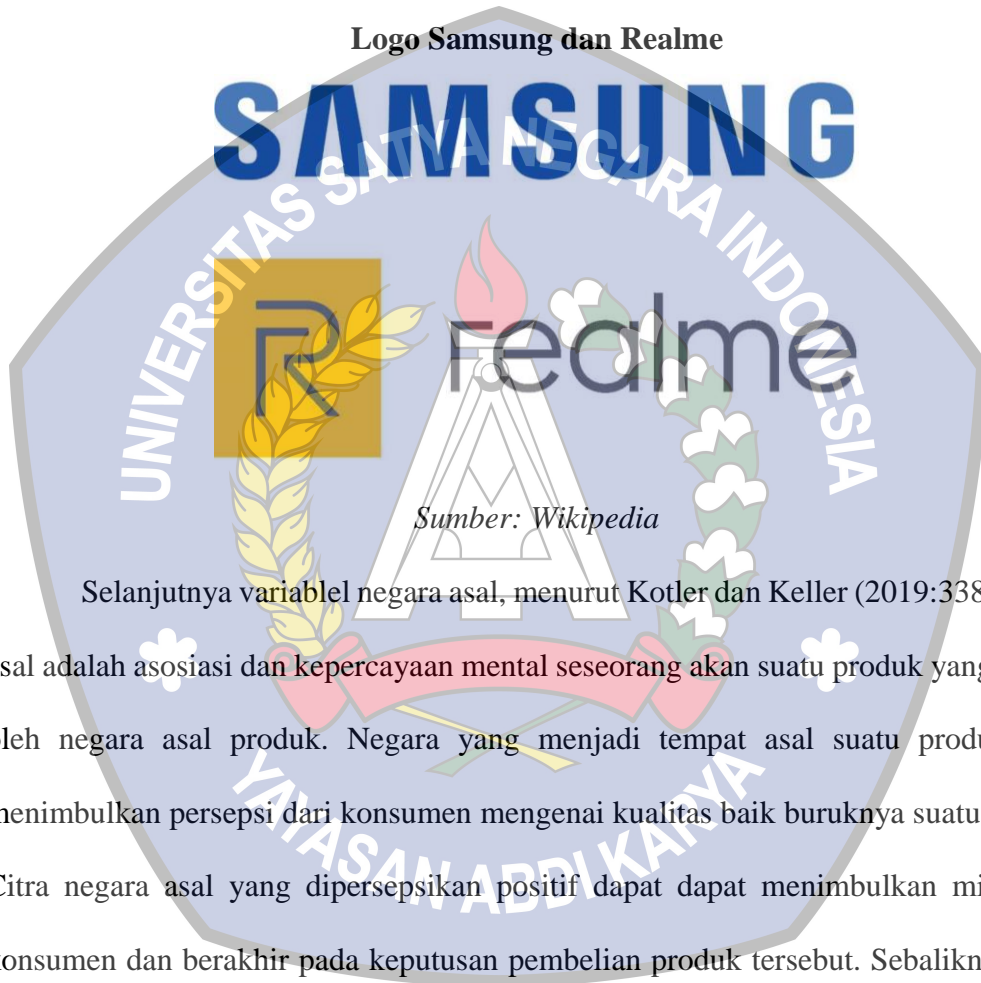 Logo Samsung dan Realme
SAMSUNG
UNIVERSITAS SATYA NEGARA INDONESIA
R realme
Sumber: Wikipedia
Selanjutnya variablel negara asal, menurut Kotler dan Keller (2019:338
sal adalah asosiasi dan kepercayaan mental seseorang akan suatu produk yang
oleh negara asal produk. Negara yang menjadi tempat asal suatu produ
menimbulkan persepsi dari konsumen mengenai kualitas baik buruknya suatu
YAYASAN ABDI KARYA
Citra negara asal yang dipersepsikan positif dapat dapat menimbulkan mi
konsumen dan berakhir pada keputusan pembelian produk tersebut. Sebalikn